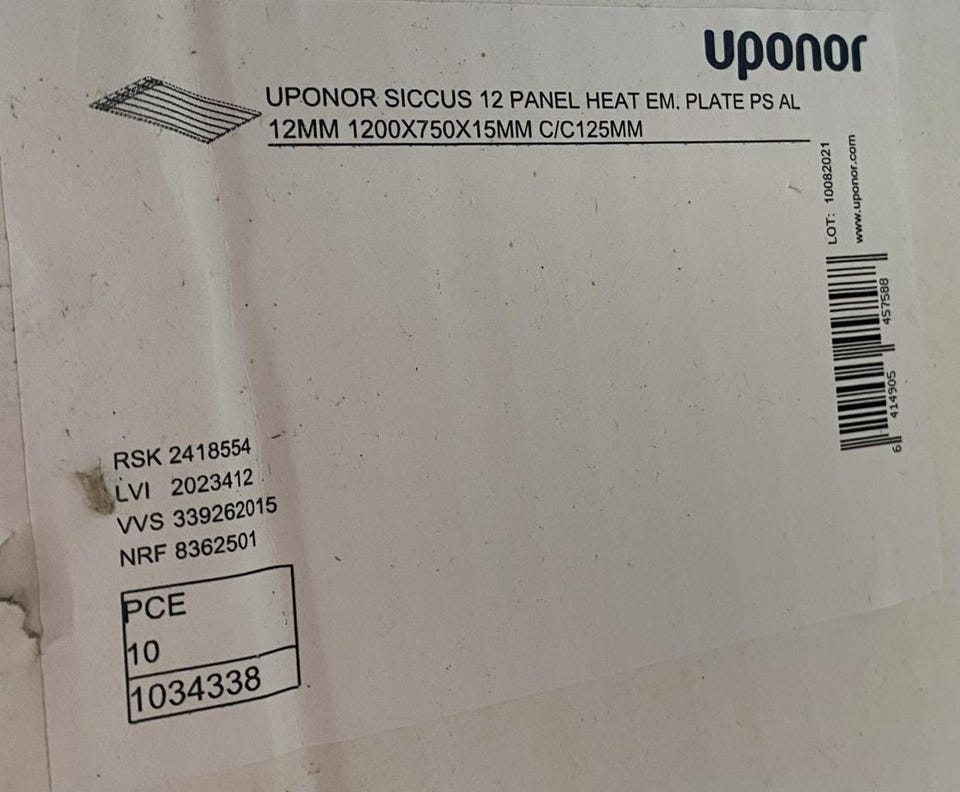 uponor
UPONOR SICCUS 12 PANEL HEAT EM. PLATE PS AL
12MM 1200X750X15MM C/C125MM
LOT: 10082021
www.uponor.com
6 414905 457588
RSK 2418554
LVI 2023412
VVS 339262015
NRF 8362501
PCE
10
1034338